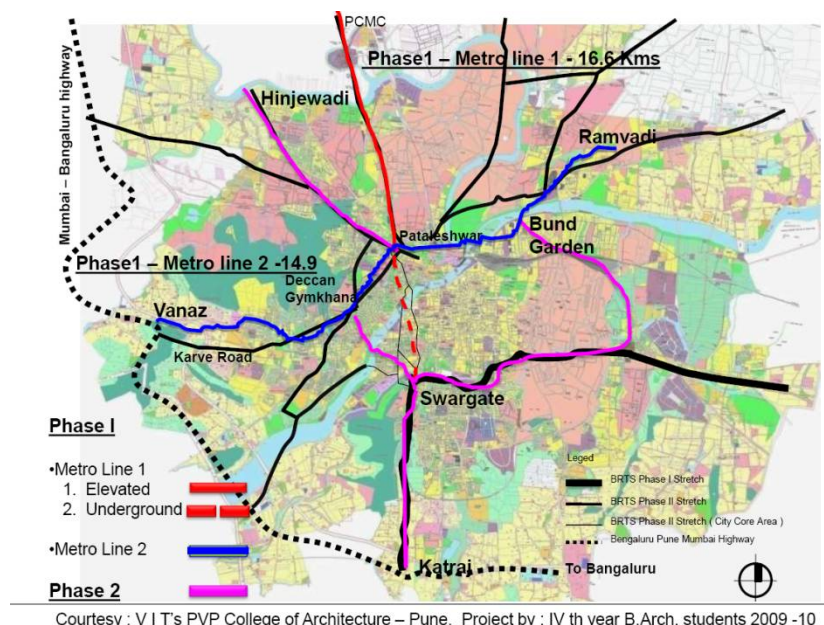 PCMC
Phase1 – Metro line 1 - 16.6 Kms
Hinjewadi
Ramvadi
Mumbai – Bangaluru highway
Pataleshwar
Bund
Garden
Phase1 – Metro line 2 -14.9
Deccan
Gymkhana
Vanaz
Karve Road
Swargate
Phase I
•Metro Line 1
1. Elevated
2. Underground
•Metro Line 2
Phase 2
Leged
BRTS Phase I Stretch
BRTS Phase II Stretch
BRTS Phase II Stretch ( City Core Area )
Bengaluru Pune Mumbai Highway
Katraj
To Bangaluru
Courtesy : V I T's PVP College of Architecture – Pune. Project by : IV th year B.Arch. students 2009 -10